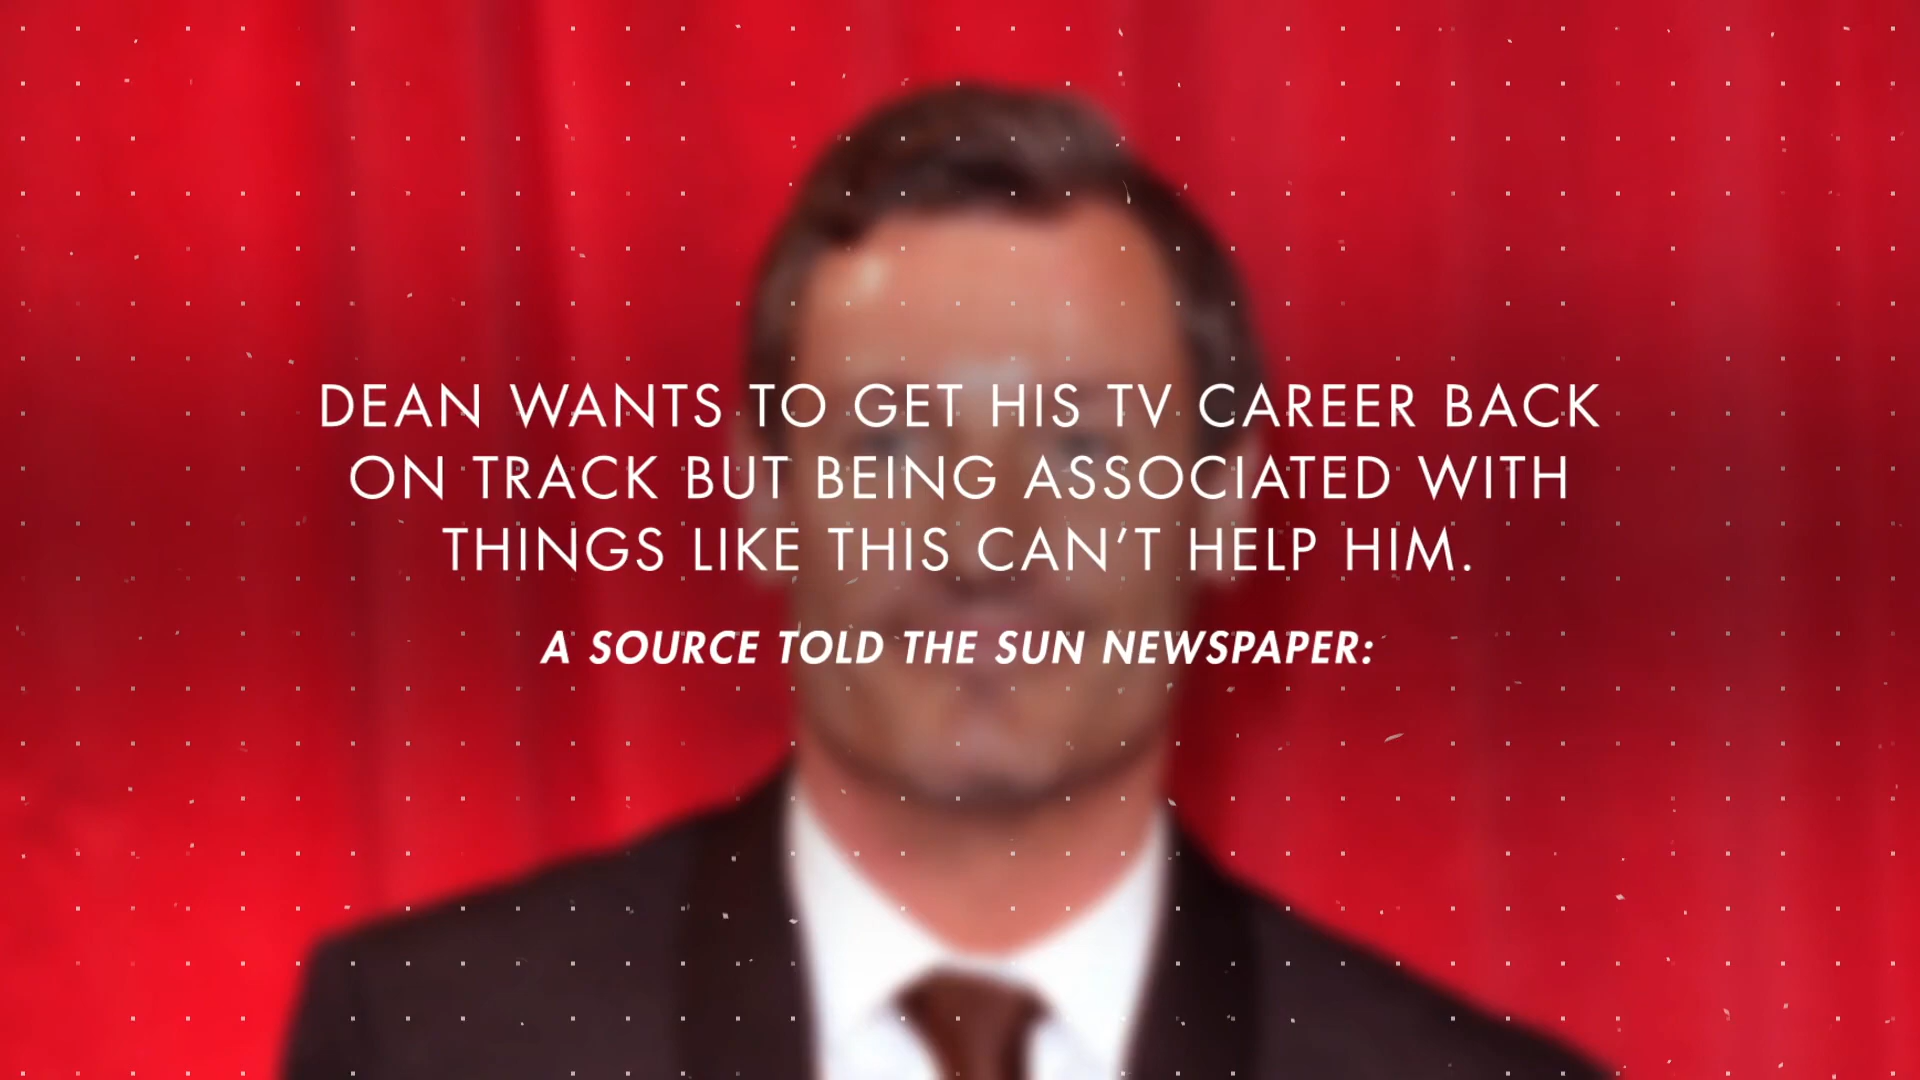 DEAN WANTS TO GET HIS TV CAREER BACK
ON TRACK BUT BEING ASSOCIATED WITH
THINGS LIKE THIS CAN’T HELP HIM.
A SOURCE TOLD THE SUN NEWSPAPER: